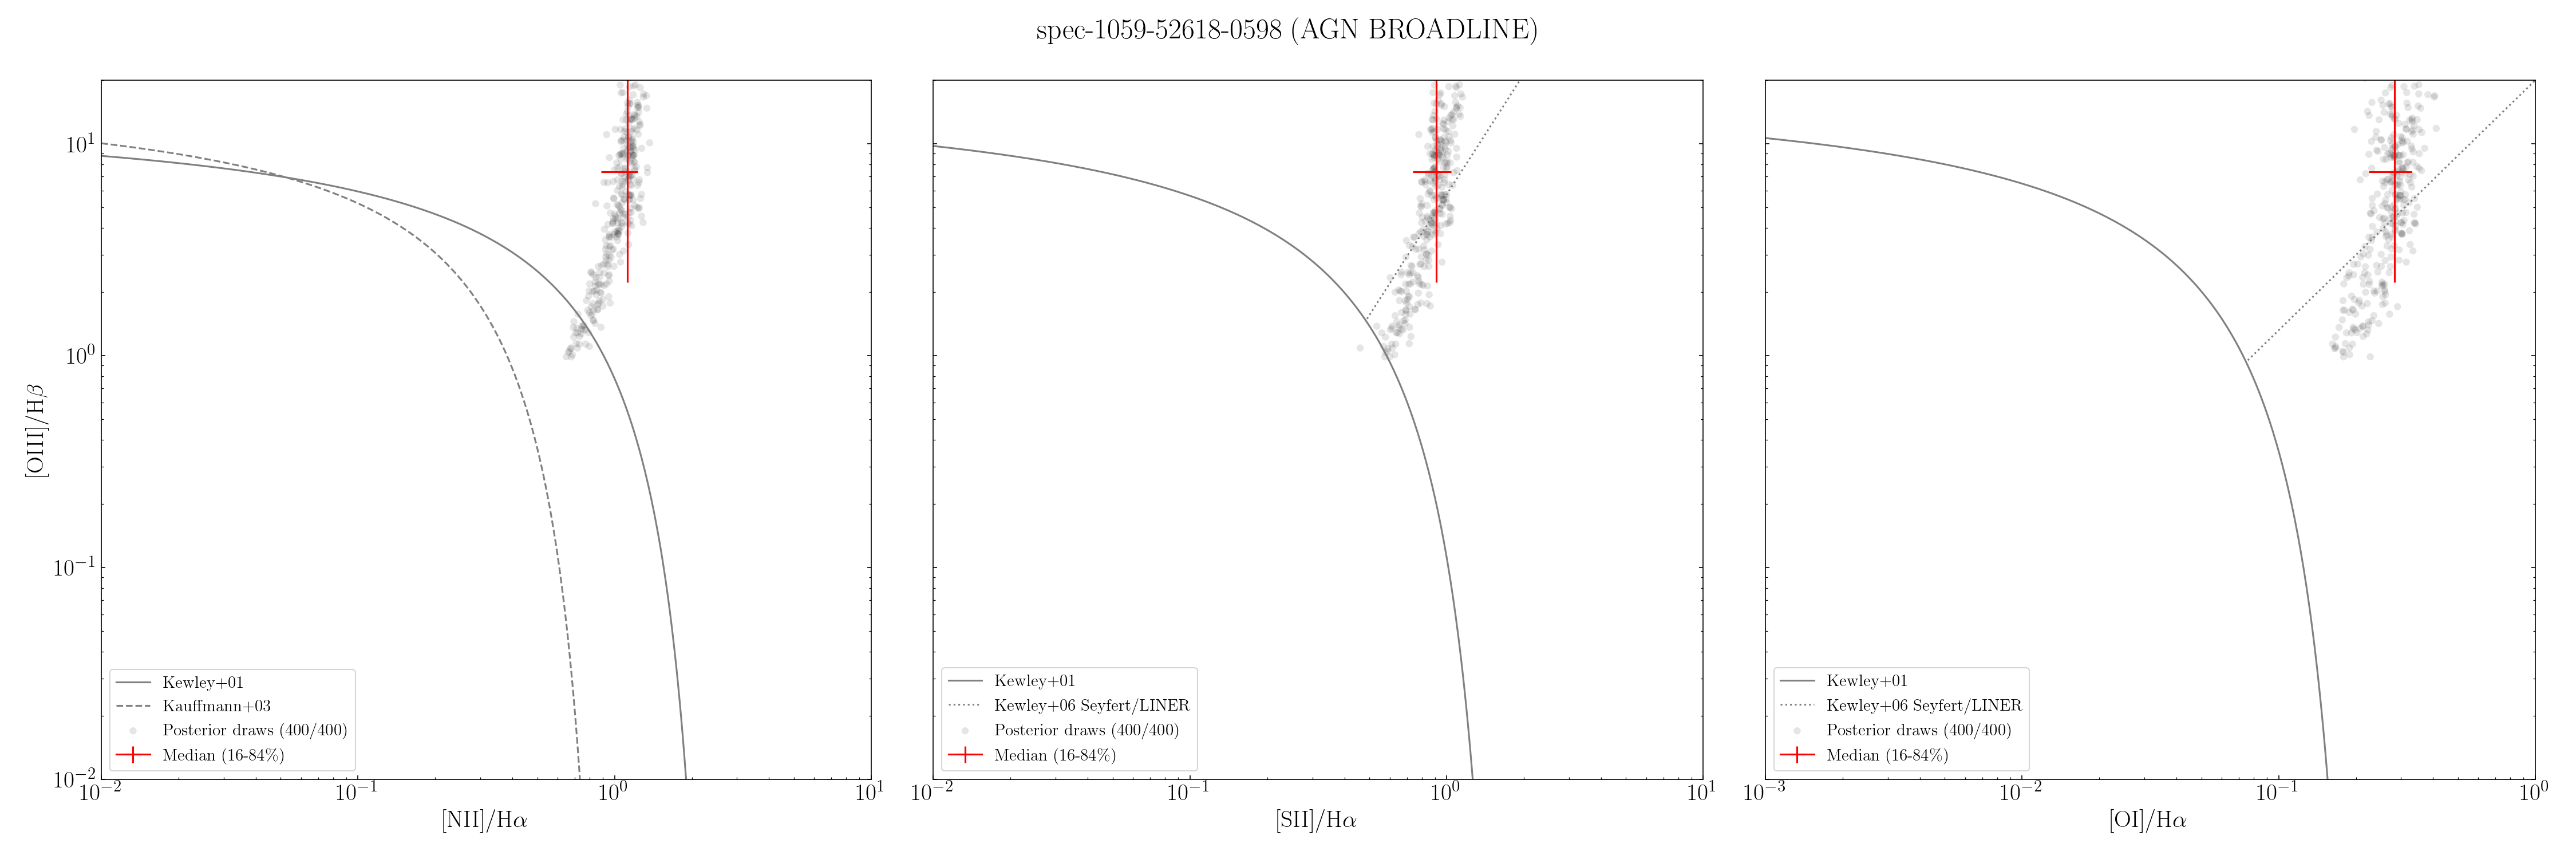 spec-1059-52618-0598 (AGN BROADLINE)
[OIII]/Hβ
10^1
10^0
10^-1
10^-2
Kewley+01
Kauffmann+03
Posterior draws (400/400)
Median (16-84%)
10^-2
10^-1
10^0
10^1
[NII]/Hα
Kewley+01
Kewley+06 Seyfert/LINER
Posterior draws (400/400)
Median (16-84%)
10^-2
10^-1
10^0
10^1
[SII]/Hα
Kewley+01
Kewley+06 Seyfert/LINER
Posterior draws (400/400)
Median (16-84%)
10^-3
10^-2
10^-1
10^0
[OI]/Hα